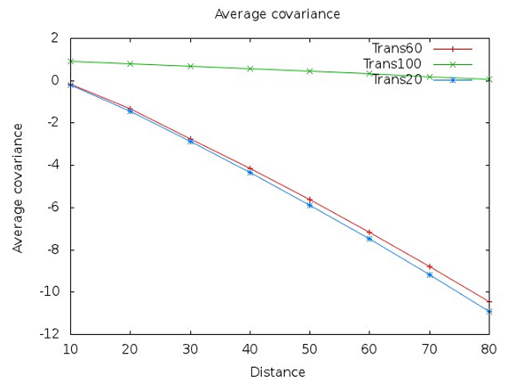 Average covariance
2
0
-2
-4
-6
-8
-10
-12
Average covariance
Trans60
Trans100
Trans20
10 20 30 40 50 60 70 80
Distance